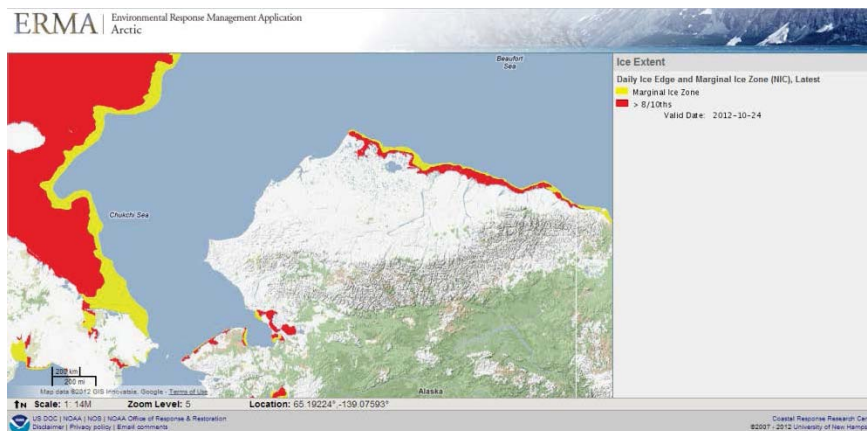 ERMA
Environmental Response Management Application
Arctic
Beaufort
Sea
Chukchi Sea
Alaska
200 km
200 mi
Map data ©2012 GIS Innovatsia, Google - Terms of Use
Ice Extent
Daily Ice Edge and Marginal Ice Zone (NIC), Latest
Marginal Ice Zone
> 8/10ths
Valid Date: 2012-10-24
N Scale: 1: 14M Zoom Level: 5 Location: 65.19224°,-139.07593°
US DOC | NOAA | NOS | NOAA Office of Response & Restoration
Disclaimer | Privacy policy | Email comments
Coastal Response Research Cen
©2007 - 2012 University of New Hamp